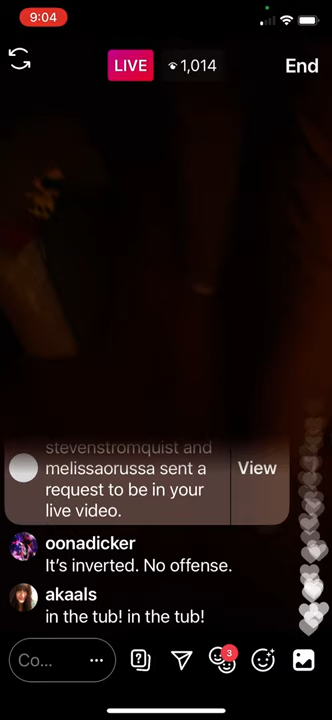 9:04
LIVE
1,014
End
stevenstromquist and
melissaorussa sent a
request to be in your
live video.
View
oonadicker
It's inverted. No offense.
akaals
in the tub! in the tub!
Co...
3